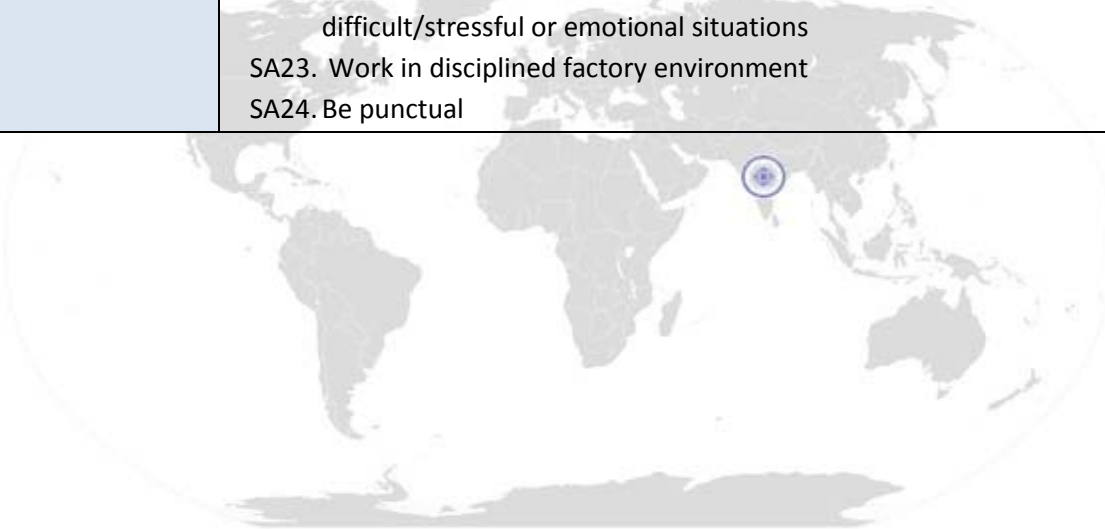 difficult/stressful or emotional situations
SA23. Work in disciplined factory environment
SA24. Be punctual